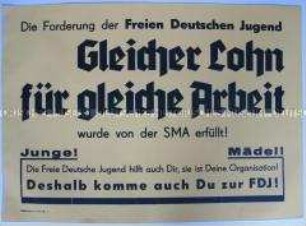 Die Forderung der Freien Deutschen Jugend
Gleicher Lohn
für gleiche Arbeit
wurde von der SMA erfüllt!
Junge! Mädel!
Die Freie Deutsche Jugend hilft auch Dir, sie ist Deine Organisation!
Deshalb komme auch Du zur FDJ!